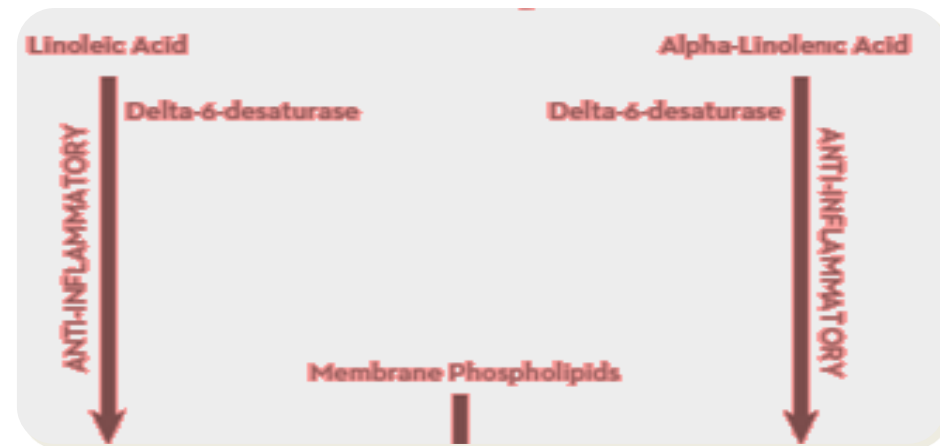 Linoleic Acid
Alpha-Linolenic Acid
Delta-6-desaturase
Delta-6-desaturase
ANTI-INFLAMMATORY
ANTI-INFLAMMATORY
Membrane Phospholipids